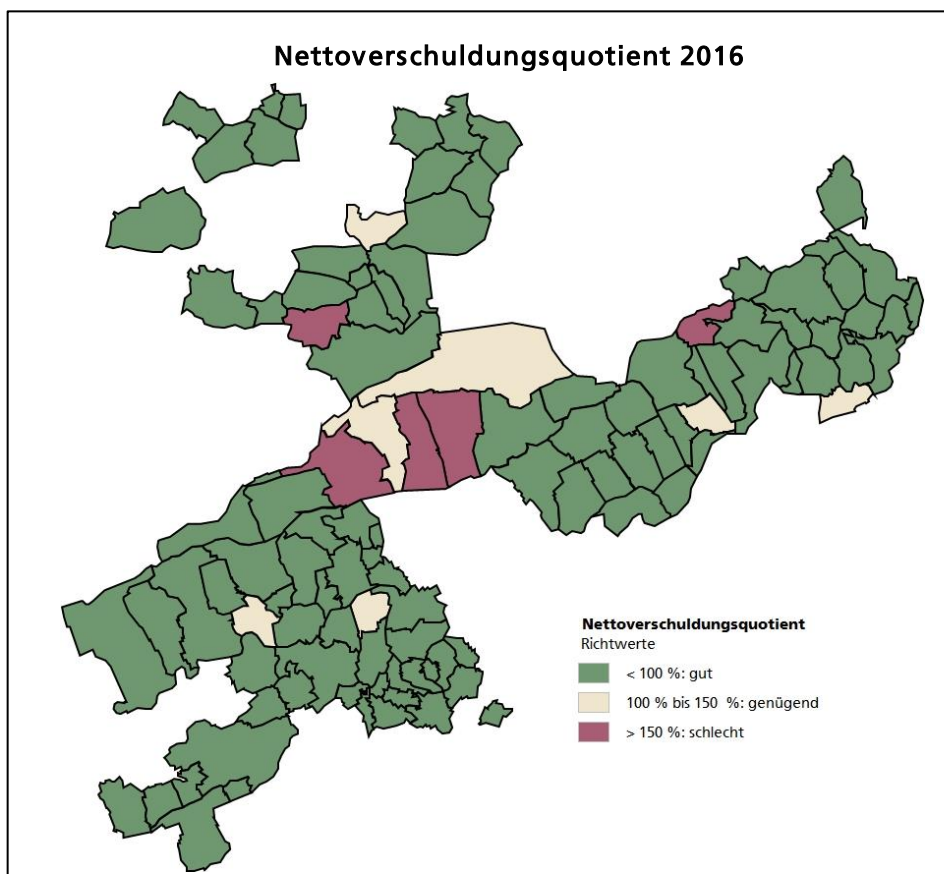 Nettoverschuldungsquotient 2016
Nettoverschuldungsquotient
Richtwerte
< 100 %: gut
100 % bis 150 %: genügend
> 150 %: schlecht